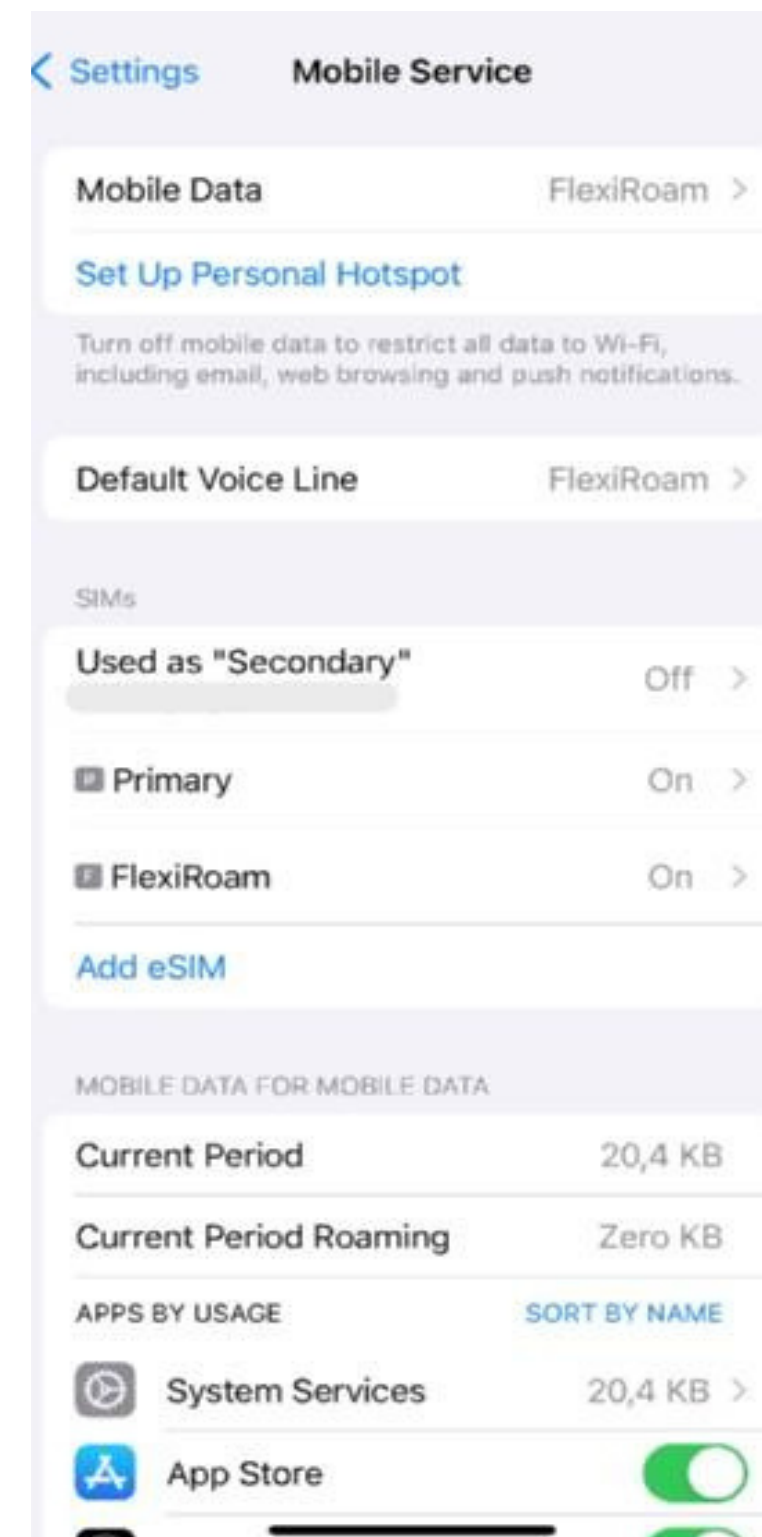 Settings
Mobile Service
Mobile Data FlexiRoam
Set Up Personal Hotspot
Turn off mobile data to restrict all data to Wi-Fi,
including email, web browsing and push notifications.
Default Voice Line FlexiRoam
SIMs
Used as "Secondary" Off
P Primary On
F FlexiRoam On
Add eSIM
MOBILE DATA FOR MOBILE DATA
Current Period 20,4 KB
Current Period Roaming Zero KB
APPS BY USAGE SORT BY NAME
System Services 20,4 KB
App Store